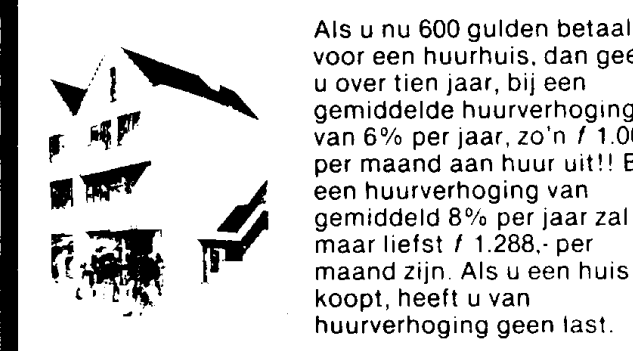 Als u nu 600 gulden betaal
voor een huurhuis, dan gee
u over tien jaar, bij een
gemiddelde huurverhoging
van 6% per jaar, zo'n f 1.00
per maand aan huur uit!! B
een huurverhoging van
gemiddeld 8% per jaar zal
maar liefst f 1.288,- per
maand zijn. Als u een huis
koopt, heeft u van
huurverhoging geen last.